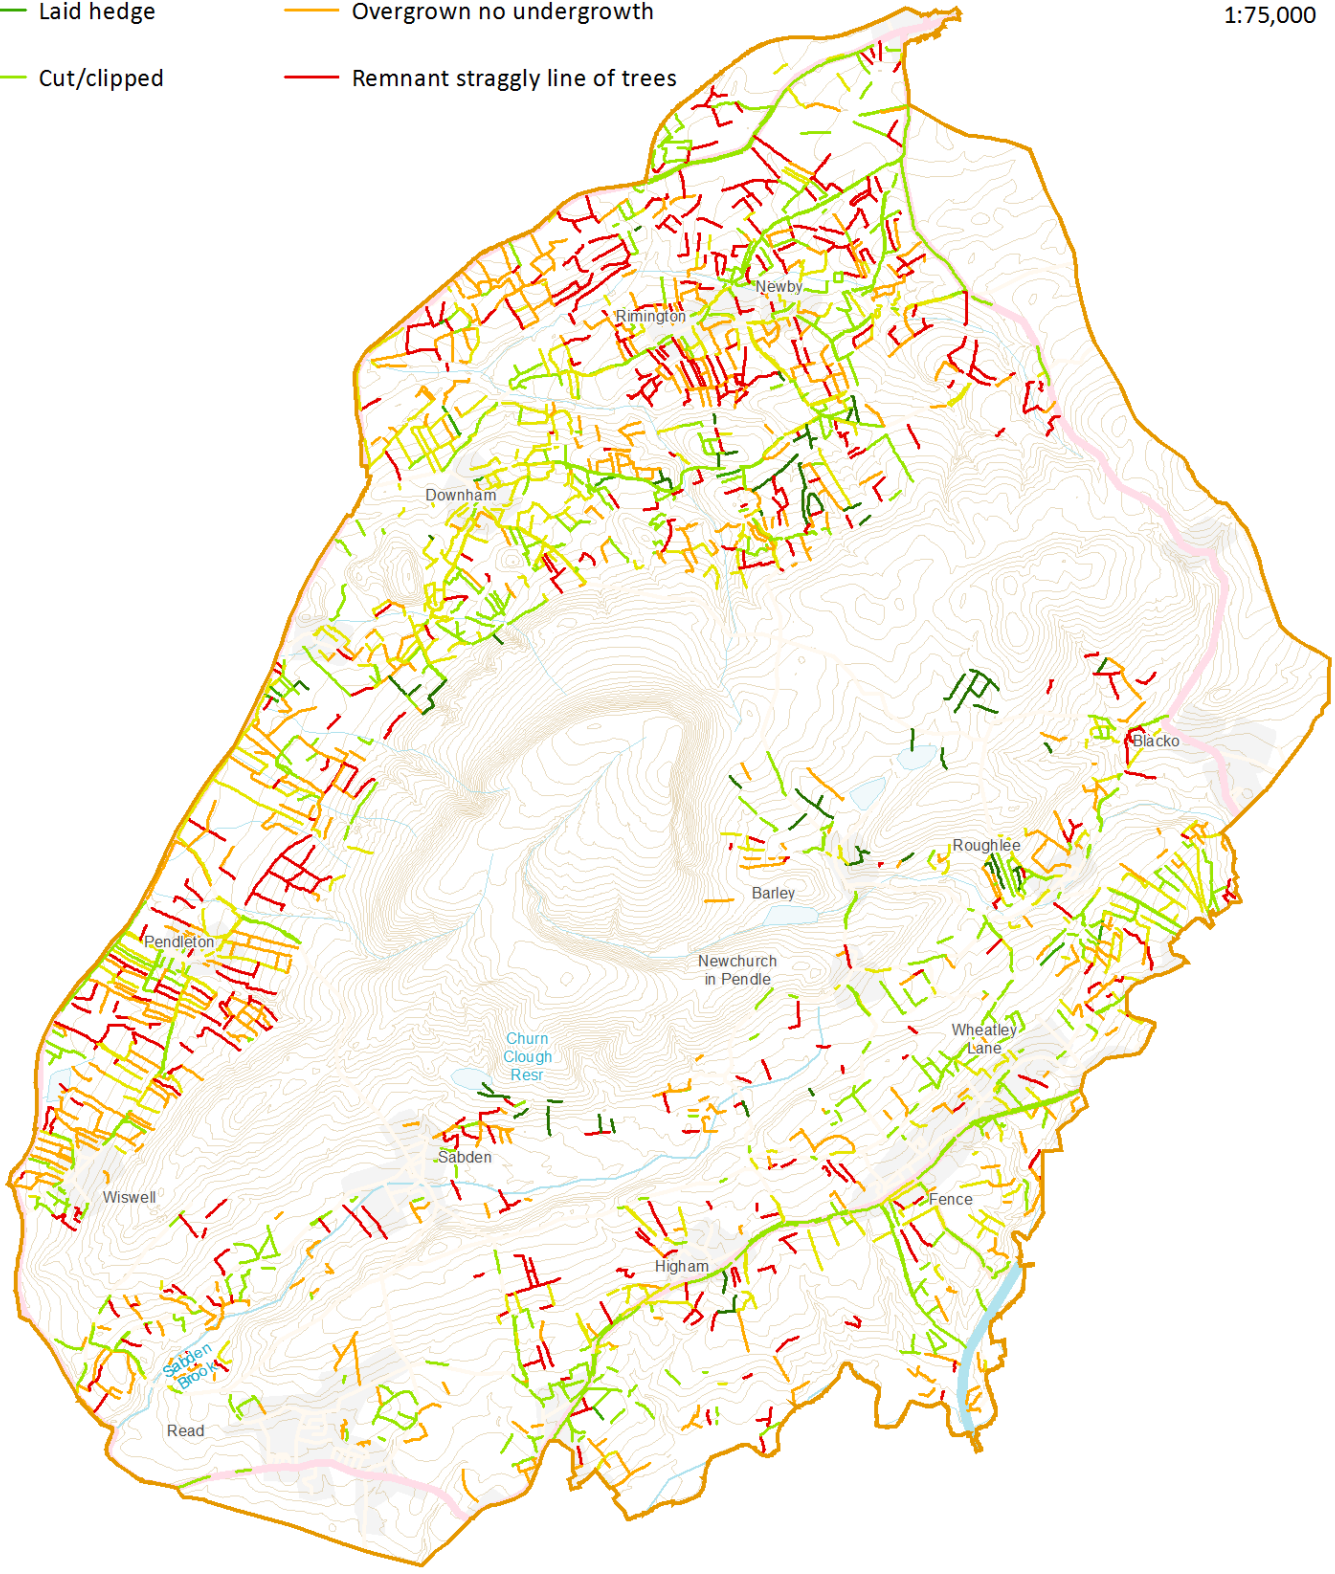 Laid hedge
Overgrown no undergrowth
1:75,000
Cut/clipped
Remnant straggly line of trees
Newby
Rimington
Downham
Blacko
Roughlee
Barley
Pendleton
Newchurch
in Pendle
Wheatley
Lane
Churn
Clough
Resr
Sabden
Wiswell
Fence
Higham
Sabden
Brook
Read